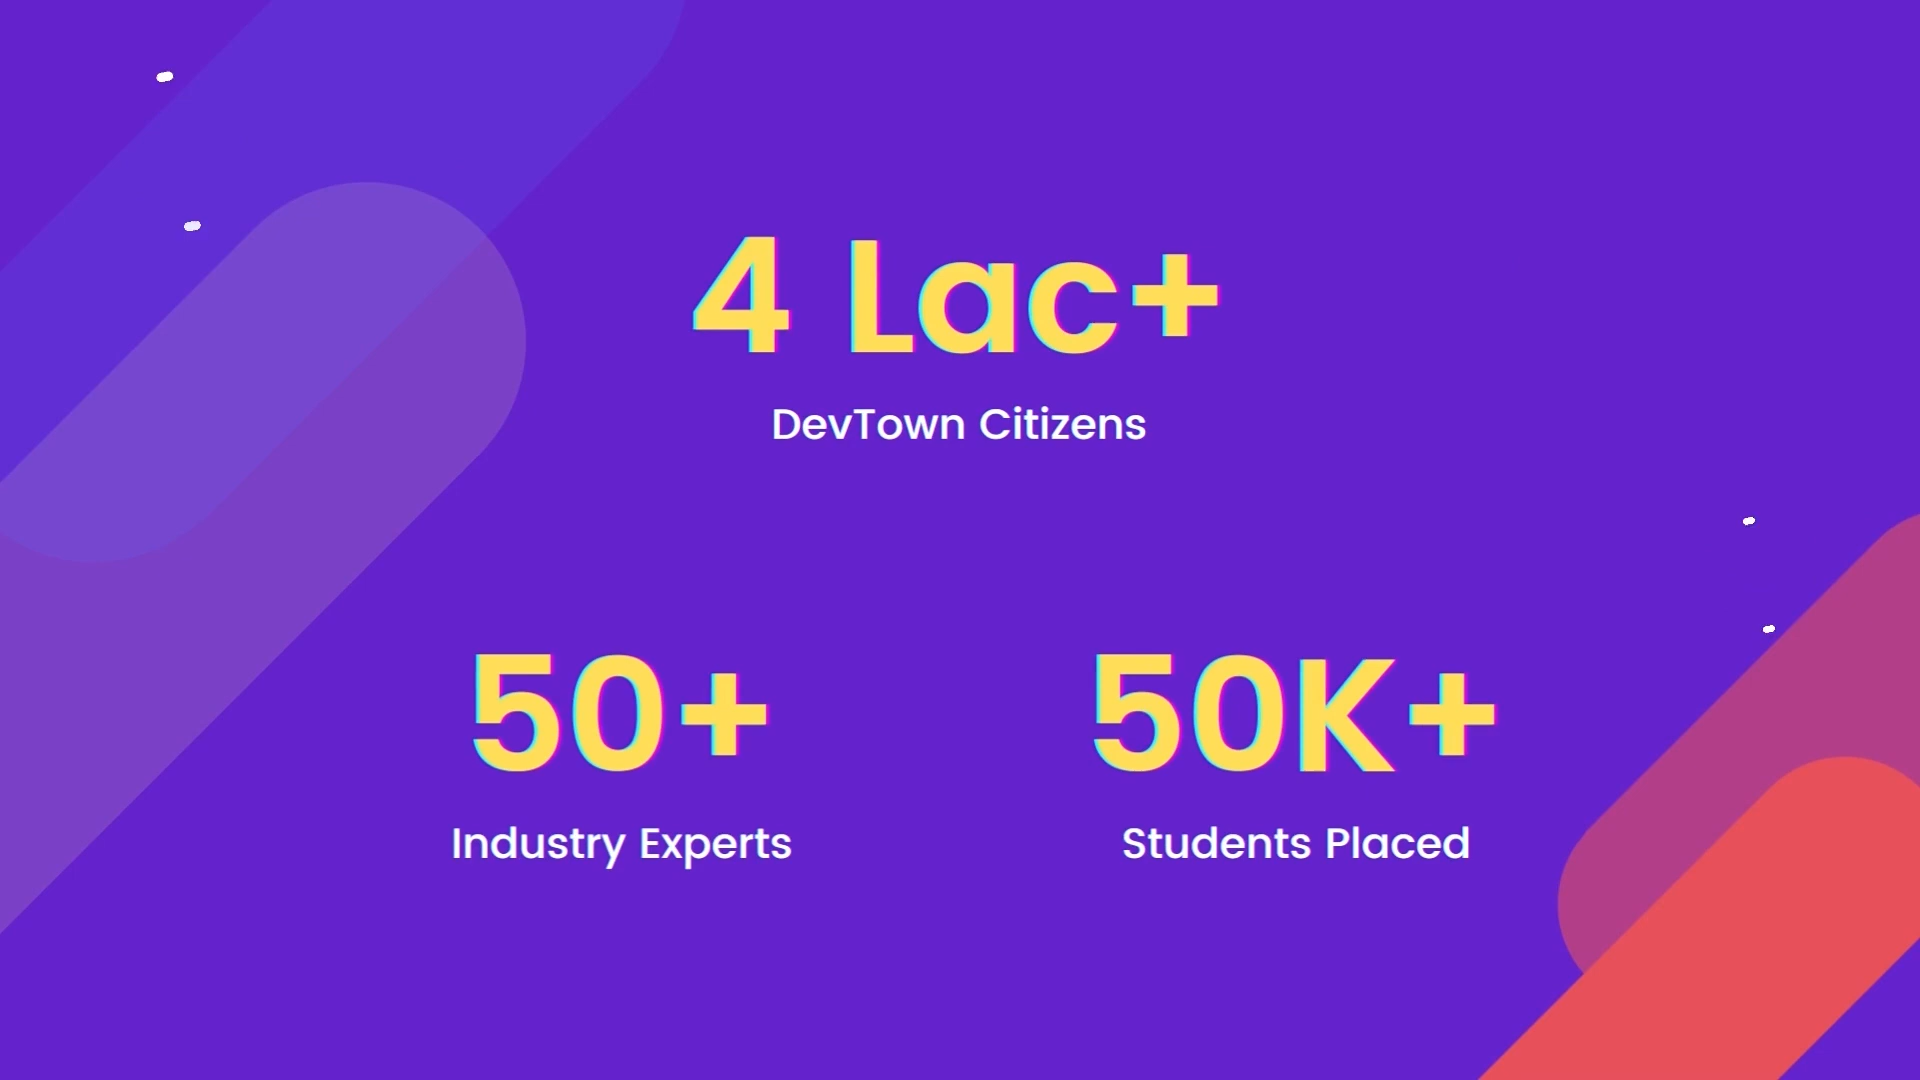 4 Lac+
DevTown Citizens
50+
Industry Experts
50K+
Students Placed